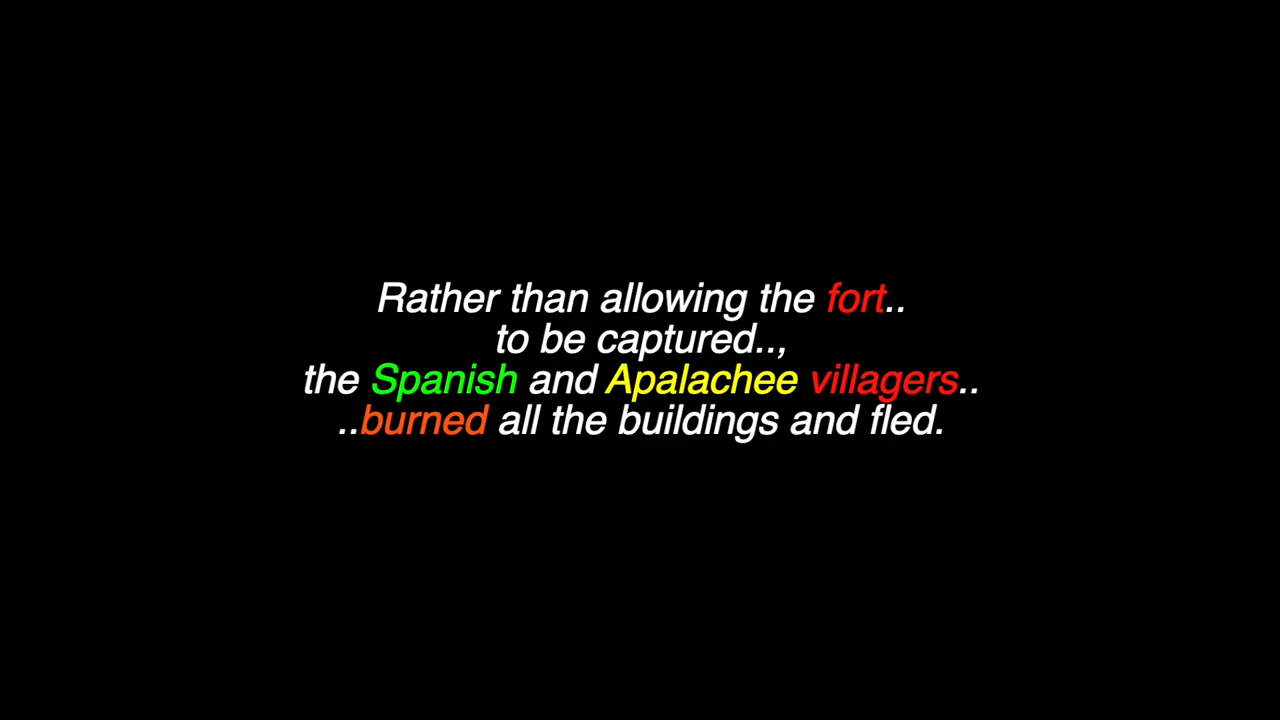 Rather than allowing the fort..
to be captured..,
the Spanish and Apalachee villagers..
..burned all the buildings and fled.